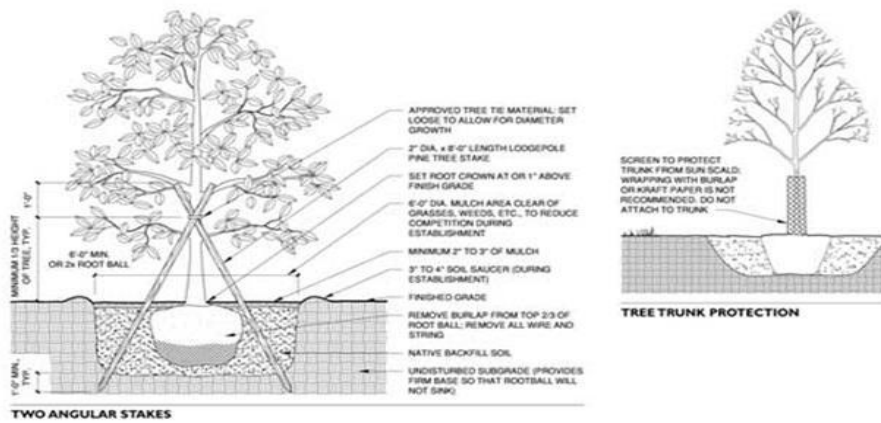 APPROVED TREE TIE MATERIAL: SET
LOOSE TO ALLOW FOR DIAMETER
GROWTH
2" DIA. x 8'-0" LENGTH LODGEPOLE
PINE TREE STAKE
SET ROOT CROWN AT OR 1" ABOVE
FINISH GRADE
6'-0" DIA. MULCH AREA CLEAR OF
GRASSES, WEEDS, ETC., TO REDUCE
COMPETITION DURING
ESTABLISHMENT
MINIMUM 2" TO 3" OF MULCH
3" TO 4" SOIL SAUCER (DURING
ESTABLISHMENT)
FINISHED GRADE
REMOVE BURLAP FROM TOP 2/3 OF
ROOT BALL; REMOVE ALL WIRE AND
STRING
NATIVE BACKFILL SOIL
UNDISTURBED SUBGRADE (PROVIDES
FIRM BASE SO THAT ROOTBALL WILL
NOT SINK)
1'-0"
MINIMUM 1/3 HEIGHT
OF TREE, TYP.
6'-0" MIN.
OR 2x ROOT BALL
1'-0" MIN.,
TYP.
TWO ANGULAR STAKES
SCREEN TO PROTECT
TRUNK FROM SUN SCALD;
WRAPPING WITH BURLAP
OR KRAFT PAPER IS NOT
RECOMMENDED. DO NOT
ATTACH TO TRUNK
TREE TRUNK PROTECTION